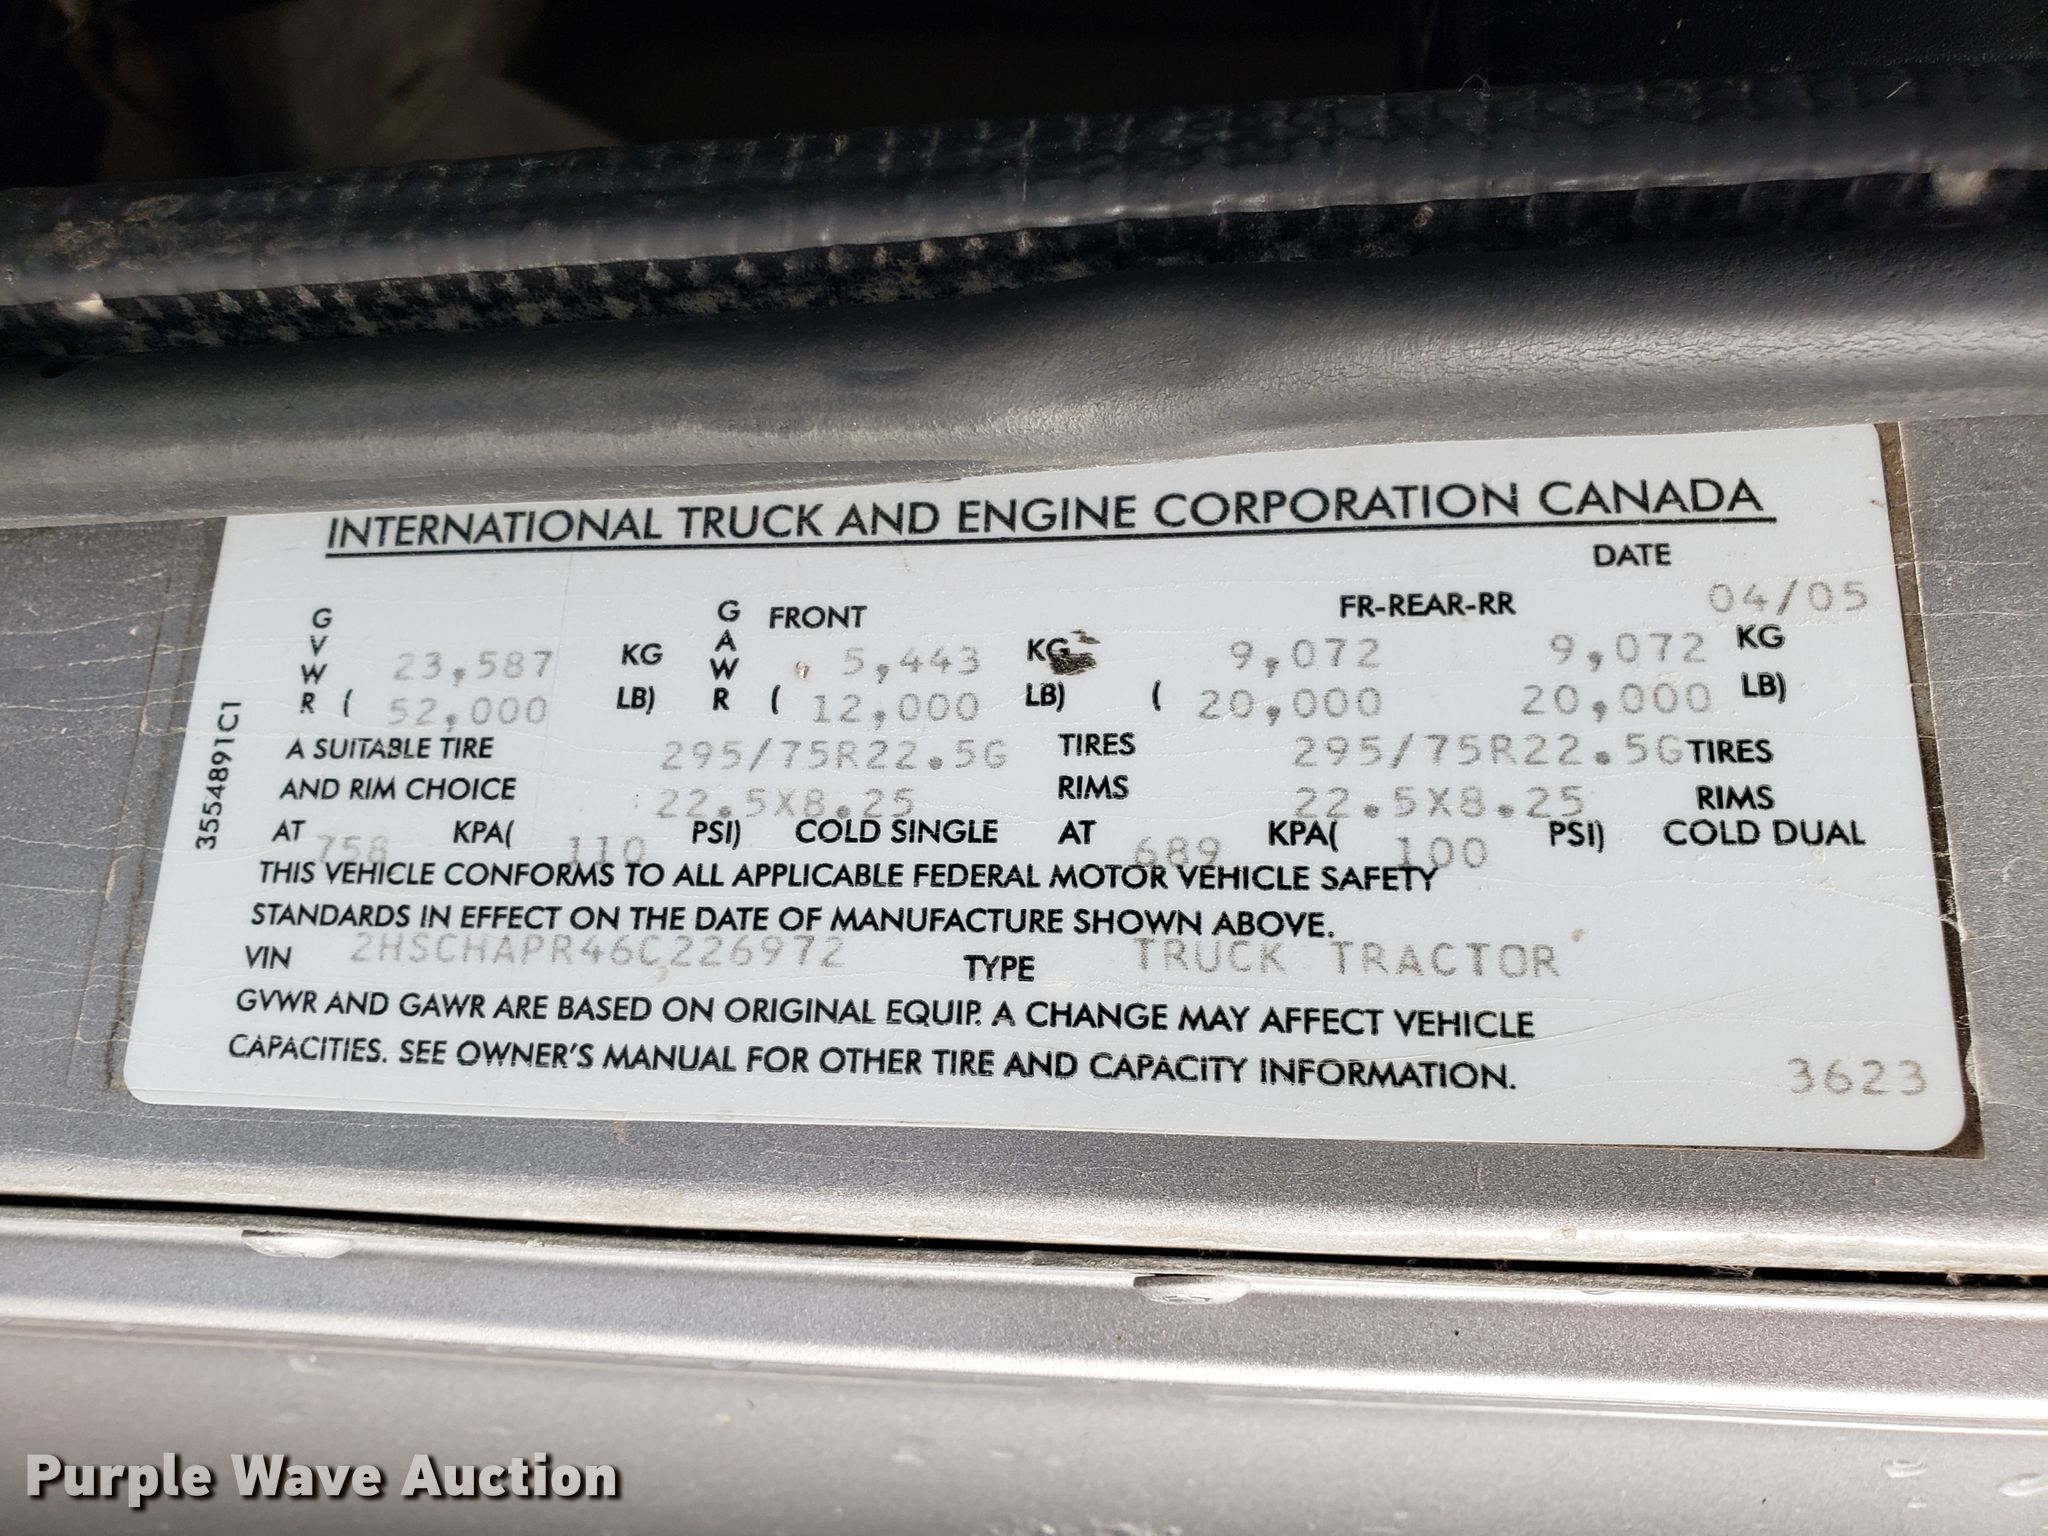 INTERNATIONAL TRUCK AND ENGINE CORPORATION CANADA
DATE
04/05
GVWR GAWR FRONT FR-REAR-RR
23,587 KG 5,443 KG 9,072 9,072 KG
( 52,000 LB) ( 12,000 LB) ( 20,000 20,000 LB)
A SUITABLE TIRE 295/75R22.5G TIRES 295/75R22.5G TIRES
AND RIM CHOICE 22.5X8.25 RIMS 22.5X8.25 RIMS
AT 758 KPA( 110 PSI) COLD SINGLE AT 689 KPA( 100 PSI) COLD DUAL
THIS VEHICLE CONFORMS TO ALL APPLICABLE FEDERAL MOTOR VEHICLE SAFETY
STANDARDS IN EFFECT ON THE DATE OF MANUFACTURE SHOWN ABOVE.
VIN 2HSCHAPR46C226972 TYPE TRUCK TRACTOR
GVWR AND GAWR ARE BASED ON ORIGINAL EQUIP. A CHANGE MAY AFFECT VEHICLE
CAPACITIES. SEE OWNER'S MANUAL FOR OTHER TIRE AND CAPACITY INFORMATION.
3623
3554891C1
Purple Wave Auction